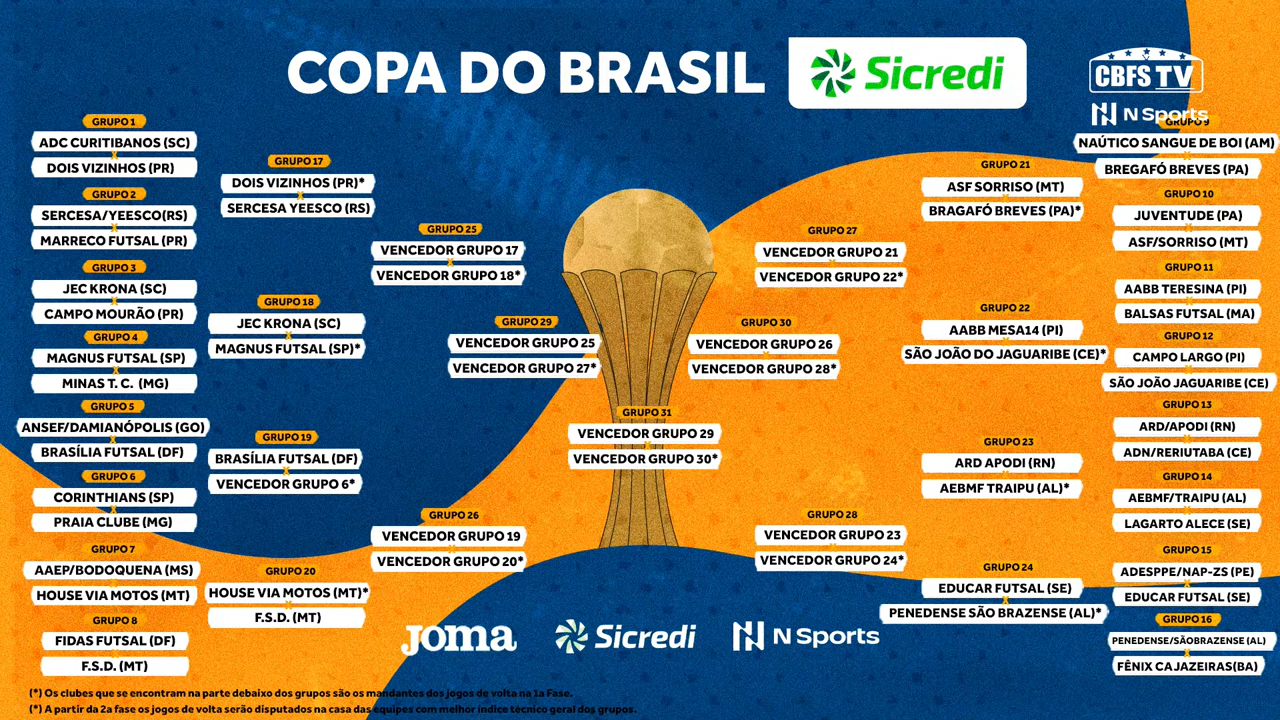 COPA DO BRASIL
Sicredi
CBFS TV
N Sports
GRUPO 1
ADC CURITIBANOS (SC)
X
DOIS VIZINHOS (PR)
GRUPO 2
SERCESA/YEESCO(RS)
X
MARRECO FUTSAL (PR)
GRUPO 3
JEC KRONA (SC)
X
CAMPO MOURÃO (PR)
GRUPO 4
MAGNUS FUTSAL (SP)
X
MINAS T. C. (MG)
GRUPO 5
ANSEF/DAMIANÓPOLIS (GO)
X
BRASÍLIA FUTSAL (DF)
GRUPO 6
CORINTHIANS (SP)
X
PRAIA CLUBE (MG)
GRUPO 7
AAEP/BODOQUENA (MS)
X
HOUSE VIA MOTOS (MT)
GRUPO 8
FIDAS FUTSAL (DF)
X
F.S.D. (MT)
GRUPO 17
DOIS VIZINHOS (PR)*
X
SERCESA YEESCO (RS)
GRUPO 18
JEC KRONA (SC)
X
MAGNUS FUTSAL (SP)*
GRUPO 19
BRASÍLIA FUTSAL (DF)
X
VENCEDOR GRUPO 6*
GRUPO 20
HOUSE VIA MOTOS (MT)*
X
F.S.D. (MT)
GRUPO 25
VENCEDOR GRUPO 17
X
VENCEDOR GRUPO 18*
GRUPO 26
VENCEDOR GRUPO 19
X
VENCEDOR GRUPO 20*
GRUPO 29
VENCEDOR GRUPO 25
X
VENCEDOR GRUPO 27*
GRUPO 31
VENCEDOR GRUPO 29
X
VENCEDOR GRUPO 30*
GRUPO 30
VENCEDOR GRUPO 26
X
VENCEDOR GRUPO 28*
GRUPO 27
VENCEDOR GRUPO 21
X
VENCEDOR GRUPO 22*
GRUPO 28
VENCEDOR GRUPO 23
X
VENCEDOR GRUPO 24*
GRUPO 21
ASF SORRISO (MT)
X
BRAGAFÓ BREVES (PA)*
GRUPO 22
AABB MESA14 (PI)
X
SÃO JOÃO DO JAGUARIBE (CE)*
GRUPO 23
ARD APODI (RN)
X
AEBMF TRAIPU (AL)*
GRUPO 24
EDUCAR FUTSAL (SE)
X
PENEDENSE SÃO BRAZENSE (AL)*
GRUPO 9
NAÚTICO SANGUE DE BOI (AM)
X
BREGAFÓ BREVES (PA)
GRUPO 10
JUVENTUDE (PA)
X
ASF/SORRISO (MT)
GRUPO 11
AABB TERESINA (PI)
X
BALSAS FUTSAL (MA)
GRUPO 12
CAMPO LARGO (PI)
X
SÃO JOÃO JAGUARIBE (CE)
GRUPO 13
ARD/APODI (RN)
X
ADN/RERIUTABA (CE)
GRUPO 14
AEBMF/TRAIPU (AL)
X
LAGARTO ALECE (SE)
GRUPO 15
ADESPPE/NAP-ZS (PE)
X
EDUCAR FUTSAL (SE)
GRUPO 16
PENEDENSE/SÃOBRAZENSE (AL)
X
FÊNIX CAJAZEIRAS(BA)
Joma
Sicredi
N Sports
(*) Os clubes que se encontram na parte debaixo dos grupos são os mandantes dos jogos de volta na 1a Fase.
(*) A partir da 2a fase os jogos de volta serão disputados na casa das equipes com melhor índice técnico geral dos grupos.